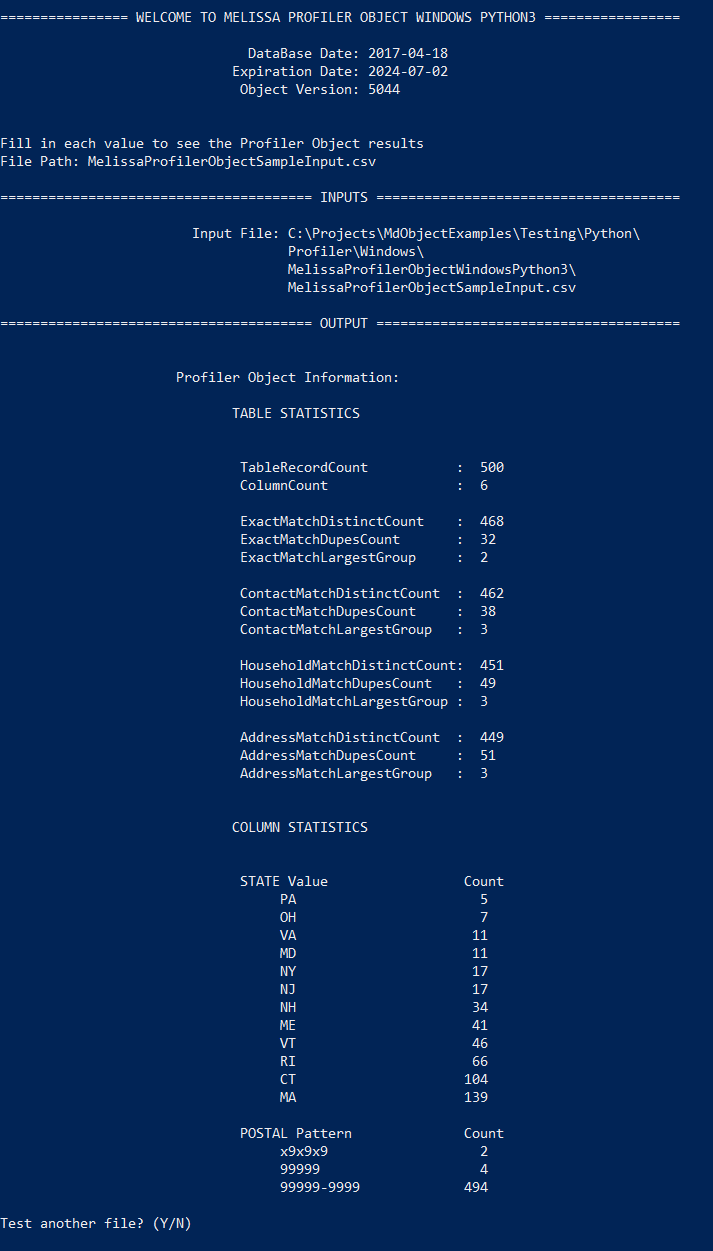 ================ WELCOME TO MELISSA PROFILER OBJECT WINDOWS PYTHON3 =================
DataBase Date: 2017-04-18
Expiration Date: 2024-07-02
Object Version: 5044
Fill in each value to see the Profiler Object results
File Path: MelissaProfilerObjectSampleInput.csv
======================================= INPUTS ======================================
Input File: C:\Projects\MdObjectExamples\Testing\Python\
Profiler\Windows\
MelissaProfilerObjectWindowsPython3\
MelissaProfilerObjectSampleInput.csv
======================================= OUTPUT ======================================
Profiler Object Information:
TABLE STATISTICS
TableRecordCount : 500
ColumnCount : 6
ExactMatchDistinctCount : 468
ExactMatchDupesCount : 32
ExactMatchLargestGroup : 2
ContactMatchDistinctCount : 462
ContactMatchDupesCount : 38
ContactMatchLargestGroup : 3
HouseholdMatchDistinctCount: 451
HouseholdMatchDupesCount : 49
HouseholdMatchLargestGroup : 3
AddressMatchDistinctCount : 449
AddressMatchDupesCount : 51
AddressMatchLargestGroup : 3
COLUMN STATISTICS
STATE Value Count
PA 5
OH 7
VA 11
MD 11
NY 17
NJ 17
NH 34
ME 41
VT 46
RI 66
CT 104
MA 139
POSTAL Pattern Count
x9x9x9 2
99999 4
99999-9999 494
Test another file? (Y/N)